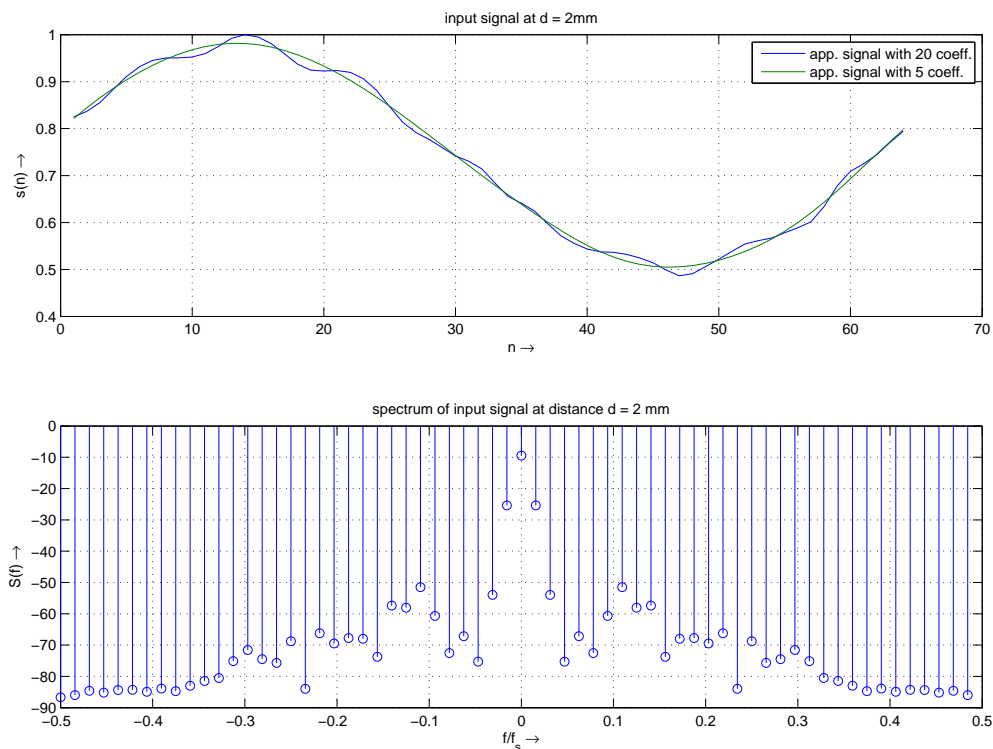 input signal at d = 2mm
app. signal with 20 coeff.
app. signal with 5 coeff.
s(n) →
1
0.9
0.8
0.7
0.6
0.5
0.4
0 10 20 30 40 50 60 70
n →
spectrum of input signal at distance d = 2 mm
S(f) →
0
−10
−20
−30
−40
−50
−60
−70
−80
−90
−0.5 −0.4 −0.3 −0.2 −0.1 0 0.1 0.2 0.3 0.4 0.5
f/f_s →